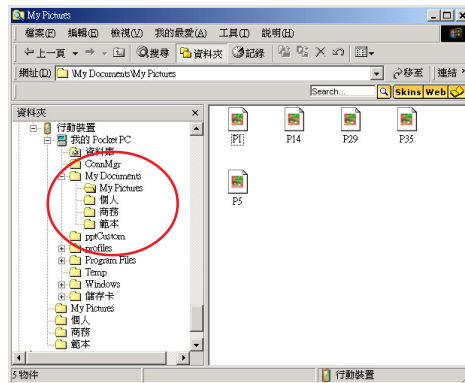 My Pictures
檔案(F) 編輯(E) 檢視(V) 我的最愛(A) 工具(T) 說明(H)
上一頁 搜尋 資料夾 記錄
網址(D) \My Documents\My Pictures 移至 連結
Search... Skins Web
資料夾
行動裝置
我的 Pocket PC
資料庫
ConnMgr
My Documents
My Pictures
個人
商務
範本
pptCustom
profiles
Program Files
Temp
Windows
儲存卡
My Pictures
個人
商務
範本
P1 P14 P29 P35
P5
5 物件 行動裝置